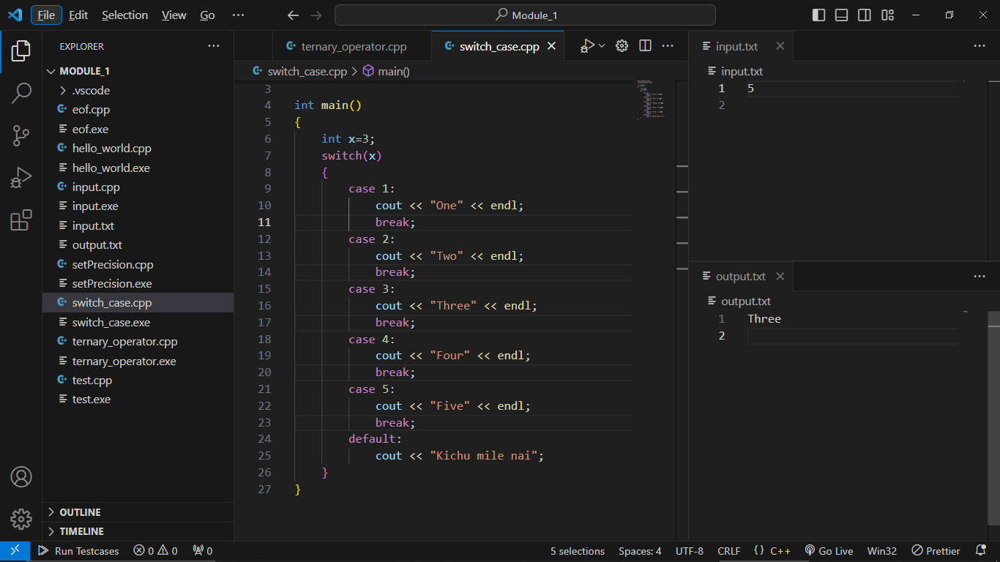 File Edit Selection View Go ··· Module_1
EXPLORER ···
MODULE_1
.vscode
eof.cpp
eof.exe
hello_world.cpp
hello_world.exe
input.cpp
input.exe
input.txt
output.txt
setPrecision.cpp
setPrecision.exe
switch_case.cpp
switch_case.exe
ternary_operator.cpp
ternary_operator.exe
test.cpp
test.exe
OUTLINE
TIMELINE
ternary_operator.cpp switch_case.cpp
switch_case.cpp > main()
3
4 int main()
5 {
6 int x=3;
7 switch(x)
8 {
9 case 1:
10 cout << "One" << endl;
11 break;
12 case 2:
13 cout << "Two" << endl;
14 break;
15 case 3:
16 cout << "Three" << endl;
17 break;
18 case 4:
19 cout << "Four" << endl;
20 break;
21 case 5:
22 cout << "Five" << endl;
23 break;
24 default:
25 cout << "Kichu mile nai";
26 }
27 }
input.txt
input.txt
1 5
2
output.txt
output.txt
1 Three
2
Run Testcases 0 0 0 5 selections Spaces: 4 UTF-8 CRLF {} C++ Go Live Win32 Prettier